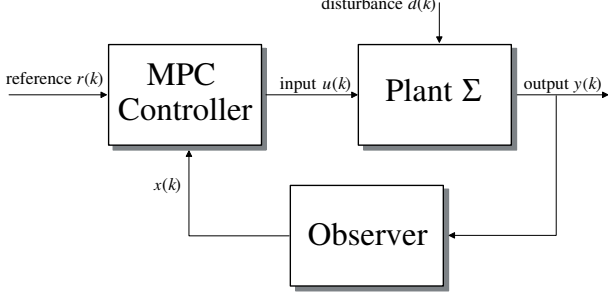 disturbance d(k)
reference r(k)
MPC
Controller
input u(k)
Plant Σ
output y(k)
x(k)
Observer